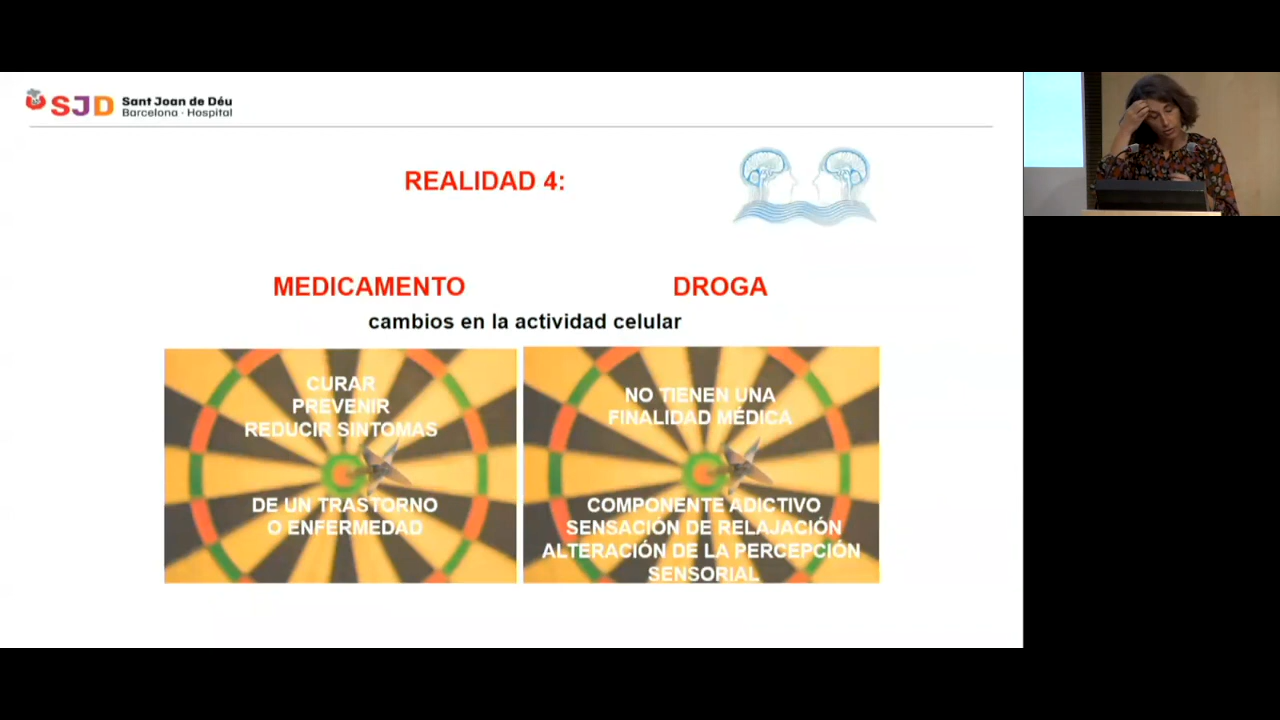 SJD
Sant Joan de Déu
Barcelona · Hospital
REALIDAD 4:
MEDICAMENTO
DROGA
cambios en la actividad celular
CURAR
PREVENIR
REDUCIR SINTOMAS
DE UN TRASTORNO
O ENFERMEDAD
NO TIENEN UNA
FINALIDAD MÉDICA
COMPONENTE ADICTIVO
SENSACIÓN DE RELAJACIÓN
ALTERACIÓN DE LA PERCEPCIÓN
SENSORIAL